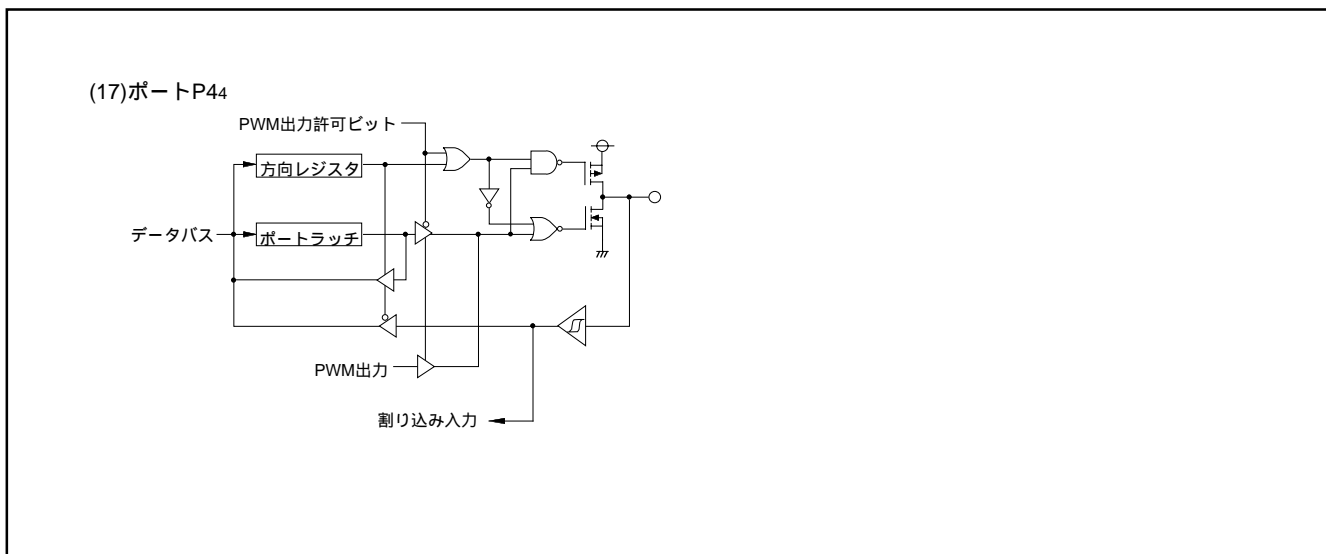 (17)ポートP44
PWM出力許可ビット
方向レジスタ
データバス
ポートラッチ
PWM出力
割り込み入力